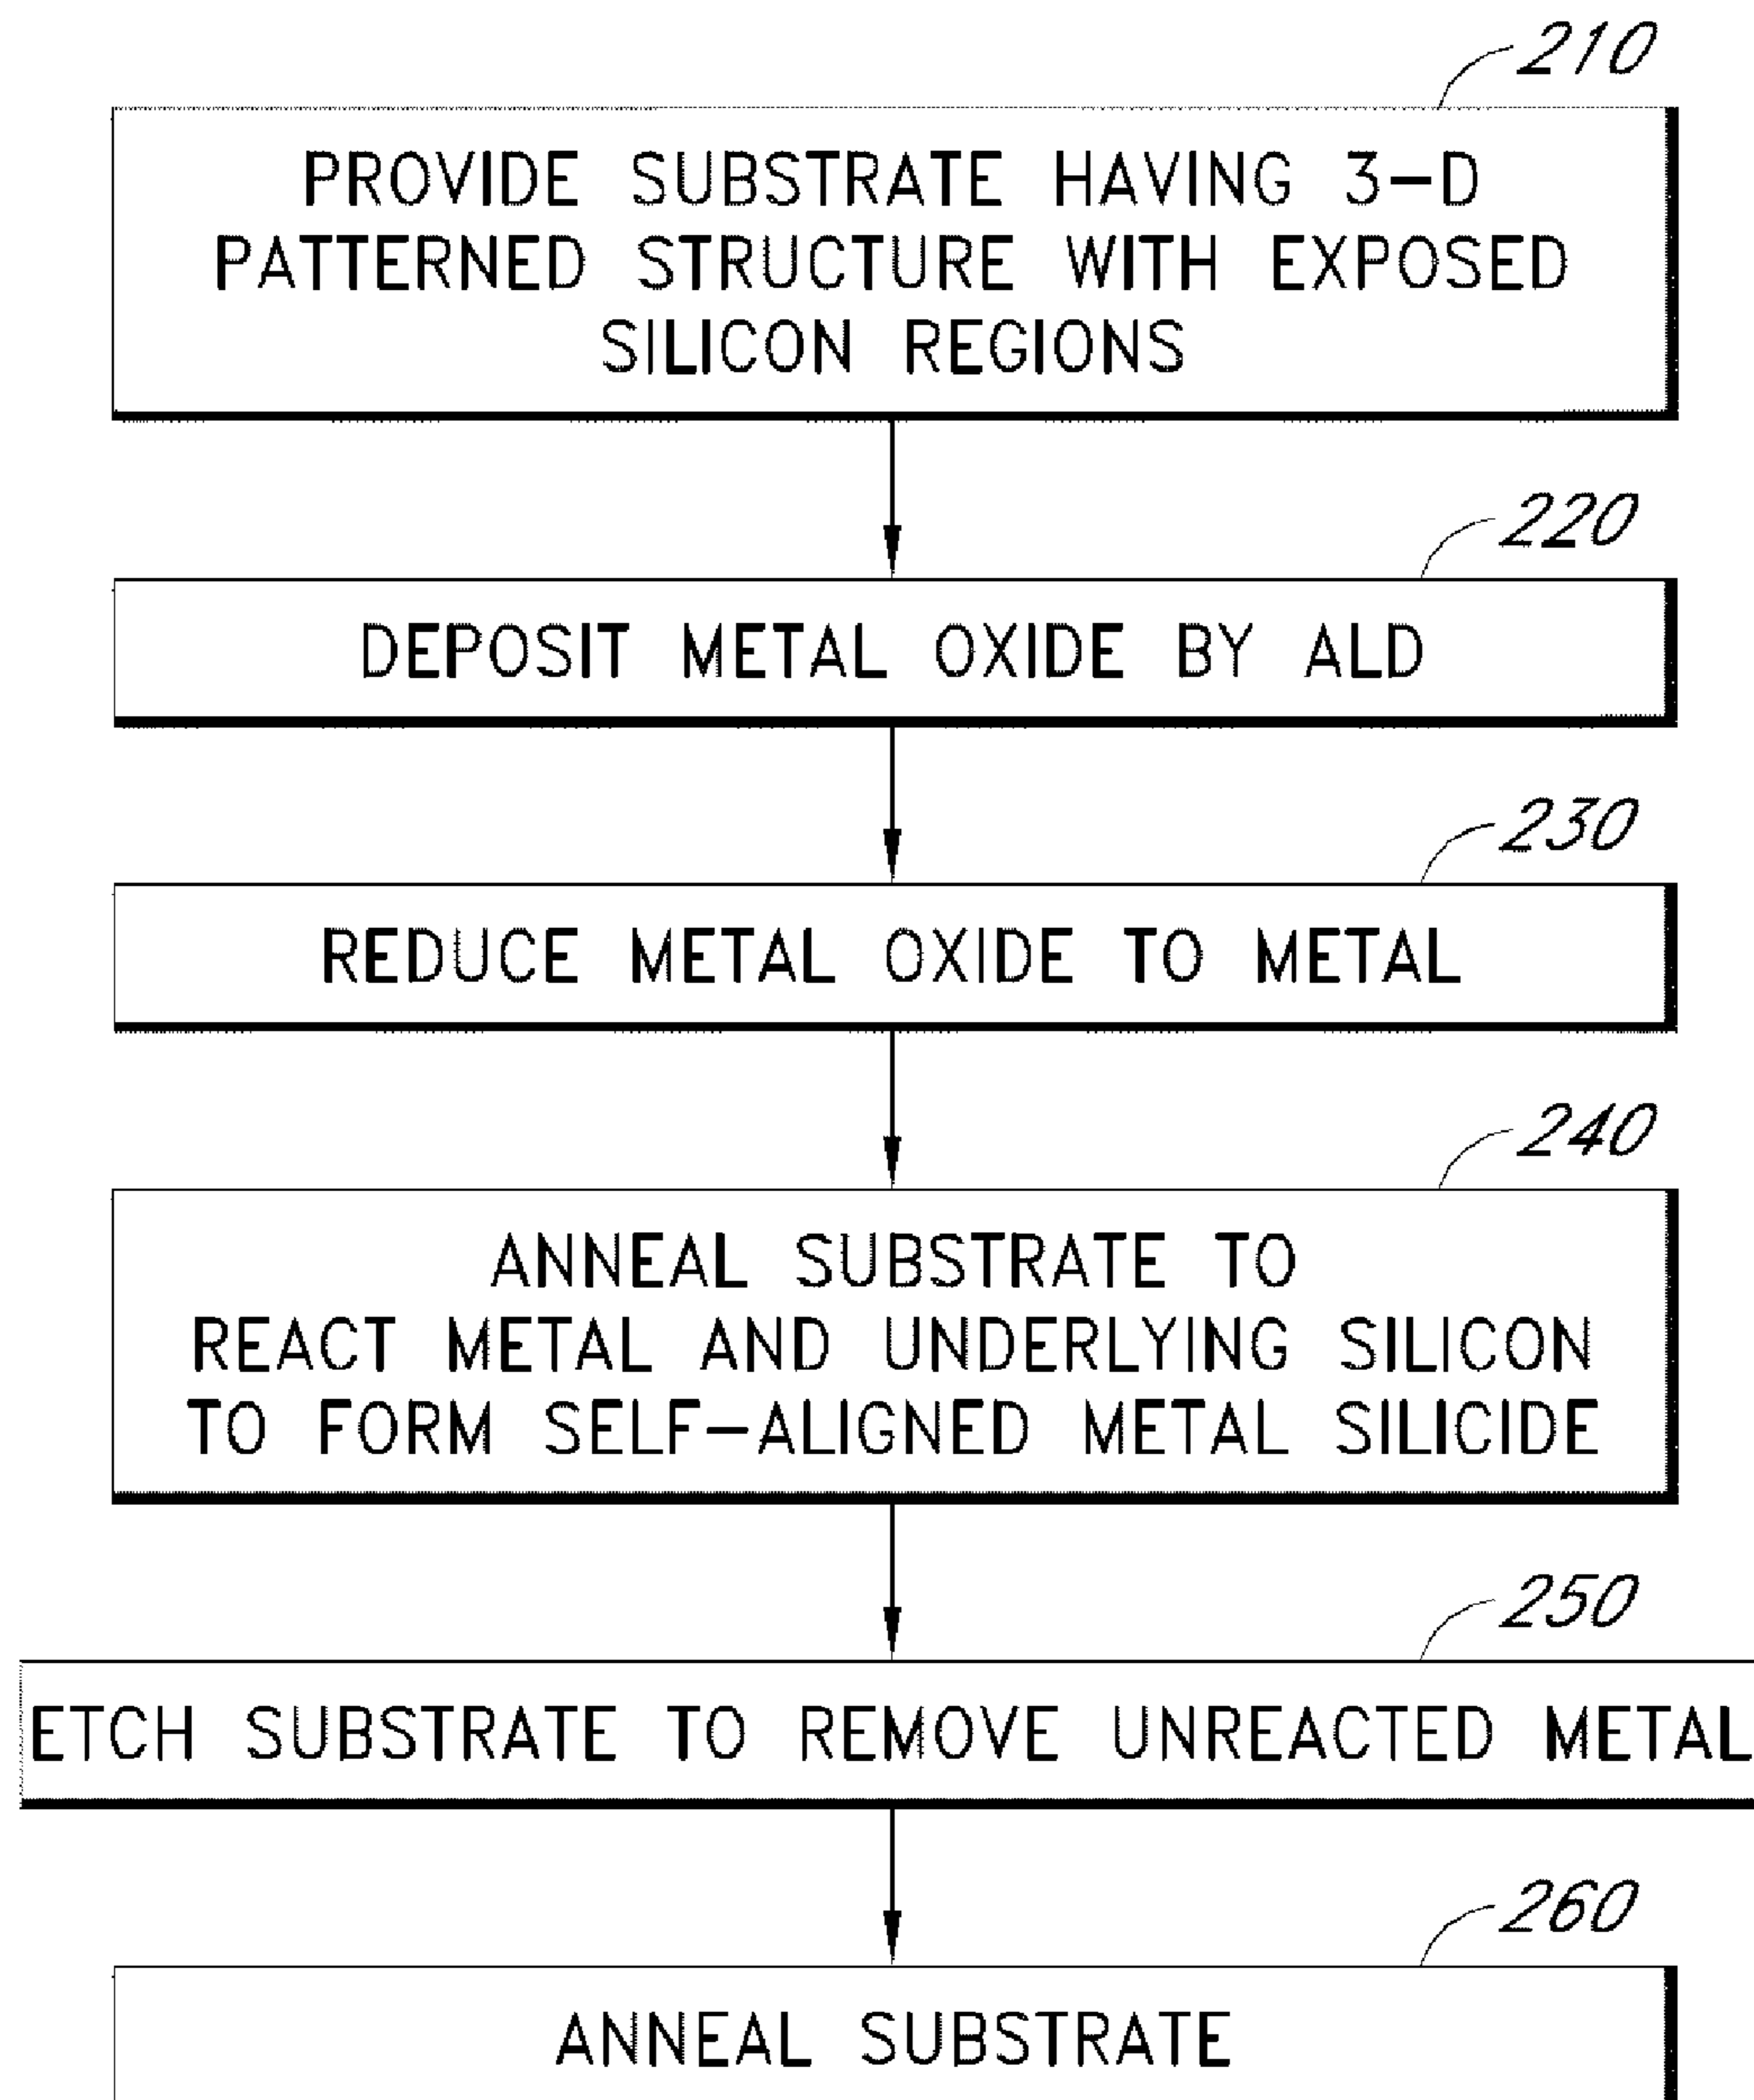 210
PROVIDE SUBSTRATE HAVING 3-D
PATTERNED STRUCTURE WITH EXPOSED
SILICON REGIONS
220
DEPOSIT METAL OXIDE BY ALD
230
REDUCE METAL OXIDE TO METAL
240
ANNEAL SUBSTRATE TO
REACT METAL AND UNDERLYING SILICON
TO FORM SELF-ALIGNED METAL SILICIDE
250
ETCH SUBSTRATE TO REMOVE UNREACTED METAL
260
ANNEAL SUBSTRATE